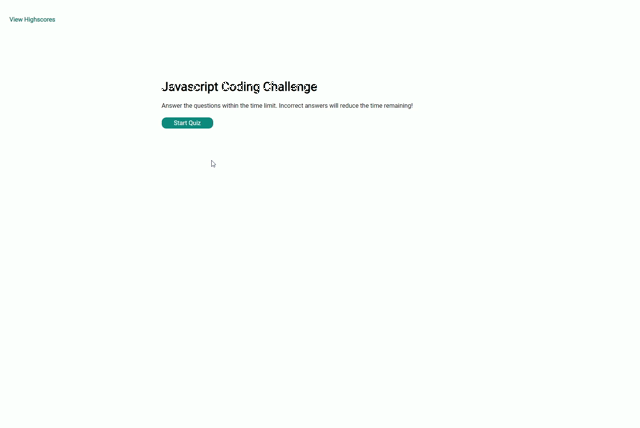 View Highscores
Javascript Coding Challenge
Answer the questions within the time limit. Incorrect answers will reduce the time remaining!
Start Quiz